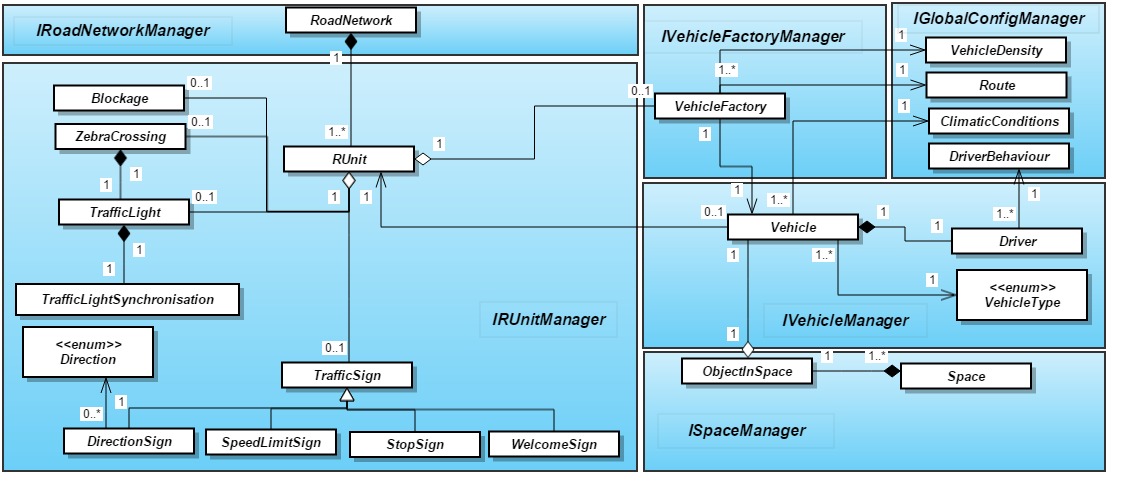 IRoadNetworkManager
RoadNetwork
1
1..*
Blockage
0..1
ZebraCrossing
0..1
1
1
TrafficLight
0..1
1
1
TrafficLightSynchronisation
RUnit
1
1
1
<<enum>>
Direction
0..*
1
IRUnitManager
0..1
TrafficSign
DirectionSign
SpeedLimitSign
StopSign
WelcomeSign
IVehicleFactoryManager
1..*
0..1
VehicleFactory
1
1
IGlobalConfigManager
1
VehicleDensity
1
Route
1
ClimaticConditions
DriverBehaviour
1
1..*
0..1
1..*
Vehicle
1
1
Driver
1
1..*
1
<<enum>>
VehicleType
IVehicleManager
1
ObjectInSpace
1
1..*
Space
ISpaceManager